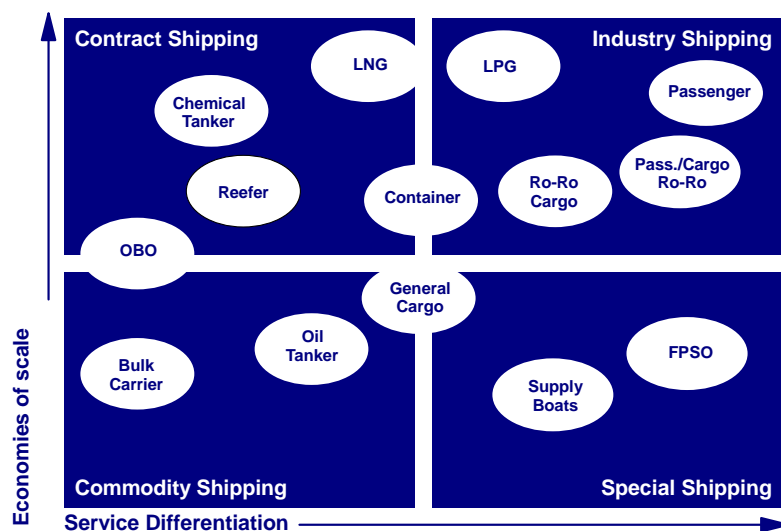 Contract Shipping
Industry Shipping
LNG
LPG
Passenger
Chemical
Tanker
Pass./Cargo
Ro-Ro
Reefer
Container
Ro-Ro
Cargo
OBO
General
Cargo
Oil
Tanker
FPSO
Bulk
Carrier
Supply
Boats
Commodity Shipping
Special Shipping
Economies of scale
Service Differentiation